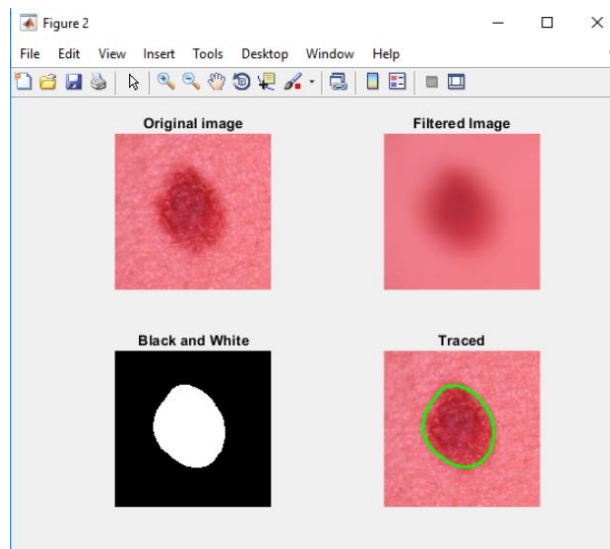 Figure 2
File Edit View Insert Tools Desktop Window Help
Original image Filtered Image
Black and White Traced